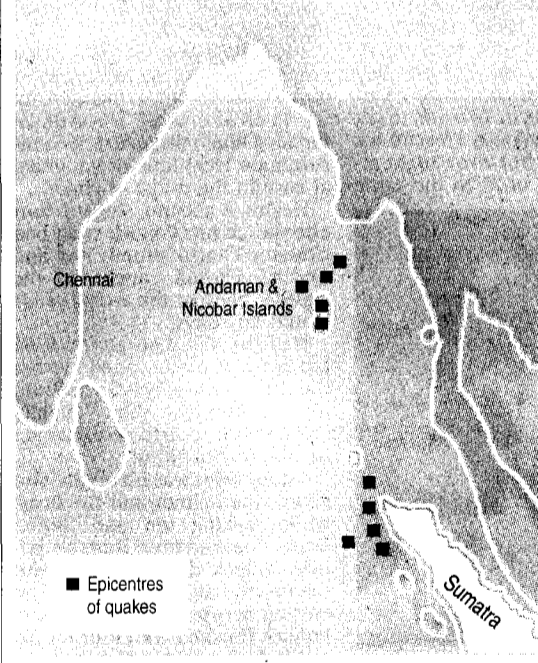 Chennai
Andaman &
Nicobar Islands
Sumatra
Epicentres
of quakes